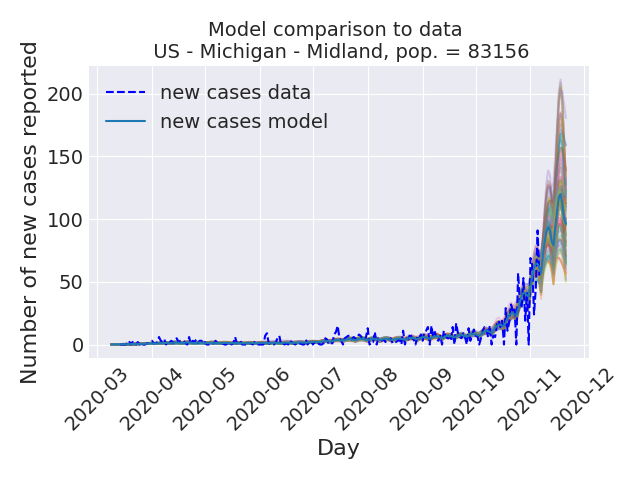 Model comparison to data
US - Michigan - Midland, pop. = 83156
Number of new cases reported
200
150
100
50
0
new cases data
new cases model
2020-03
2020-04
2020-05
2020-06
2020-07
2020-08
2020-09
2020-10
2020-11
2020-12
Day